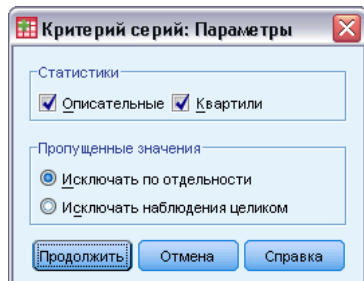 Критерий серий: Параметры
Статистики
Описательные Квартили
Пропущенные значения
Исключать по отдельности
Исключать наблюдения целиком
Продолжить Отмена Справка